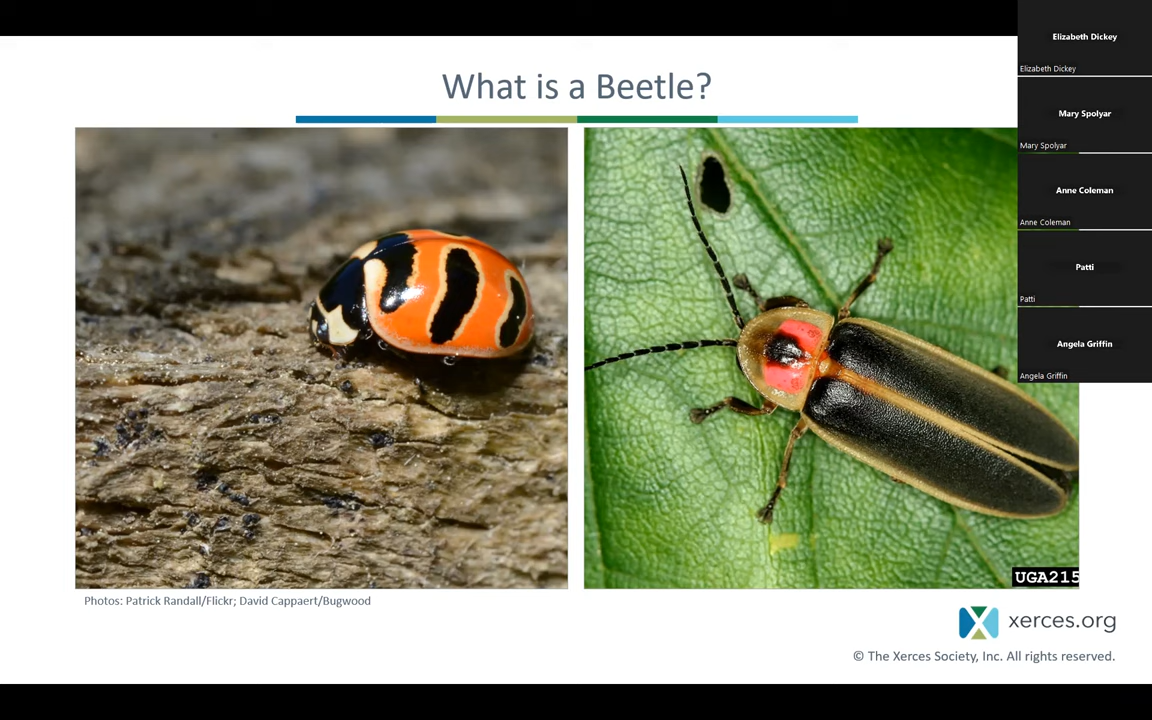 What is a Beetle?
Elizabeth Dickey
Elizabeth Dickey
Mary Spolyar
Mary Spolyar
Anne Coleman
Anne Coleman
Patti
Patti
Angela Griffin
Angela Griffin
UGA215
Photos: Patrick Randall/Flickr; David Cappaert/Bugwood
xerces.org
© The Xerces Society, Inc. All rights reserved.